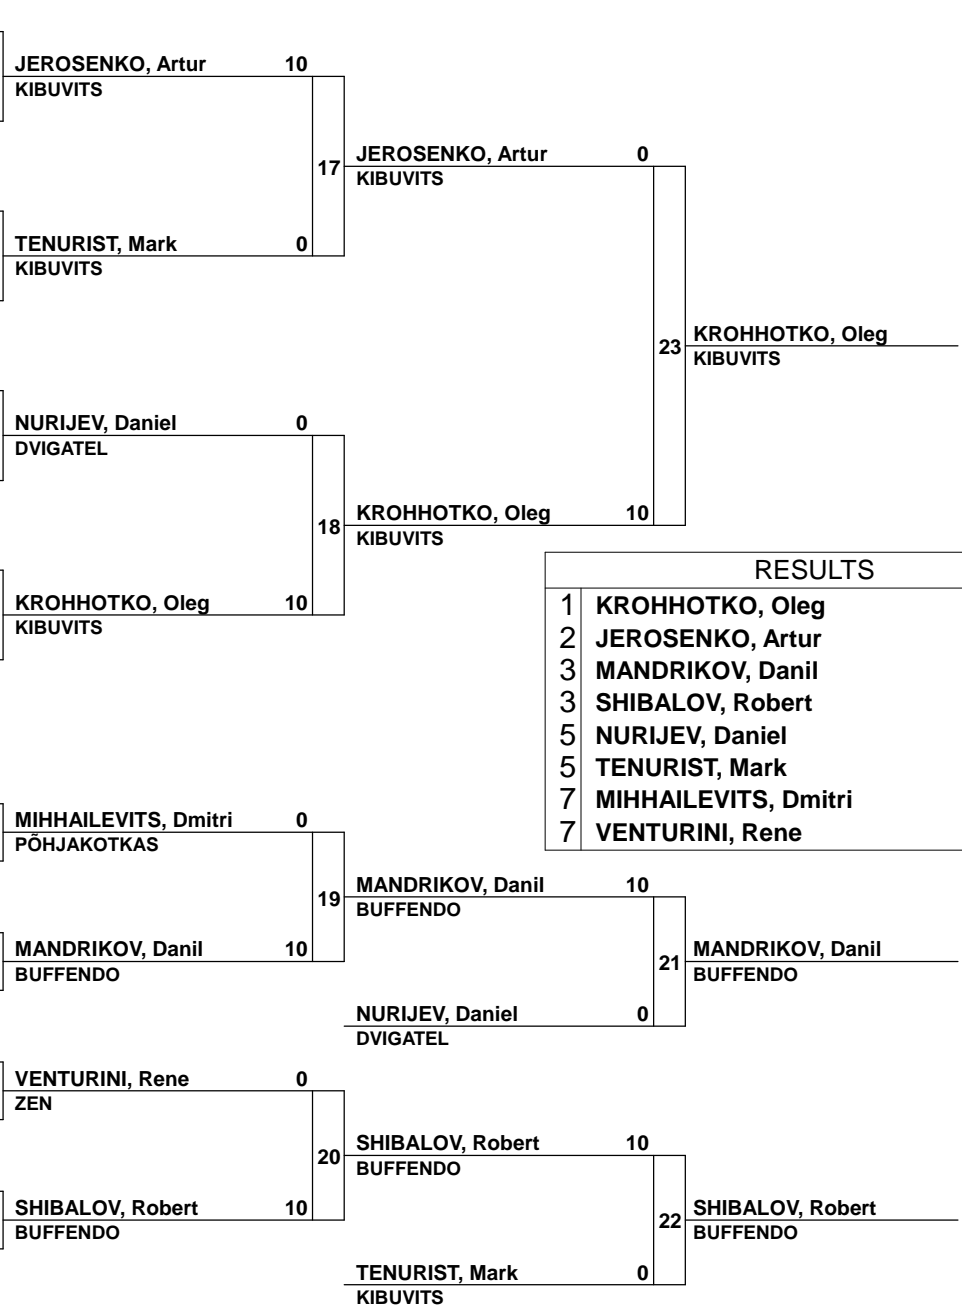 JEROSENKO, Artur 10
KIBUVITS
17
JEROSENKO, Artur 0
KIBUVITS
TENURIST, Mark 0
KIBUVITS
23
KROHHOTKO, Oleg
KIBUVITS
NURIJEV, Daniel 0
DVIGATEL
18
KROHHOTKO, Oleg 10
KIBUVITS
KROHHOTKO, Oleg 10
KIBUVITS
RESULTS
1 KROHHOTKO, Oleg
2 JEROSENKO, Artur
3 MANDRIKOV, Danil
3 SHIBALOV, Robert
5 NURIJEV, Daniel
5 TENURIST, Mark
7 MIHHAILEVITS, Dmitri
7 VENTURINI, Rene
MIHHAILEVITS, Dmitri 0
PÕHJAKOTKAS
19
MANDRIKOV, Danil 10
BUFFENDO
MANDRIKOV, Danil 10
BUFFENDO
21
MANDRIKOV, Danil
BUFFENDO
NURIJEV, Daniel 0
DVIGATEL
VENTURINI, Rene 0
ZEN
20
SHIBALOV, Robert 10
BUFFENDO
SHIBALOV, Robert 10
BUFFENDO
22
SHIBALOV, Robert
BUFFENDO
TENURIST, Mark 0
KIBUVITS